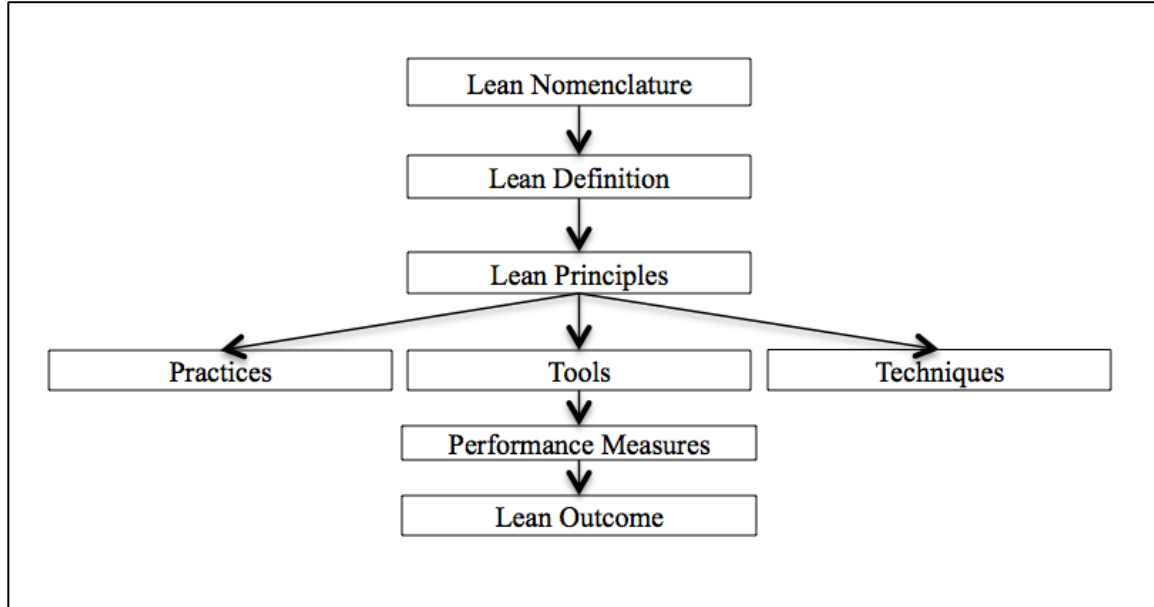 Lean Nomenclature
Lean Definition
Lean Principles
Practices
Tools
Techniques
Performance Measures
Lean Outcome